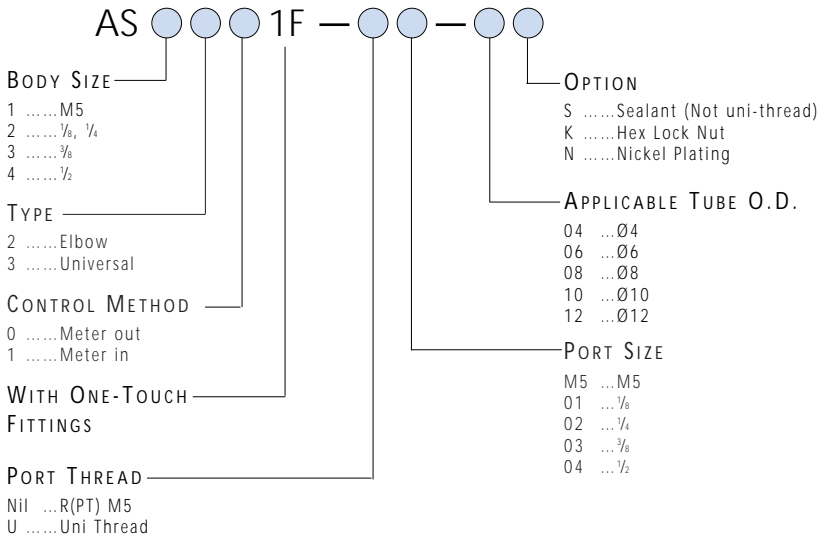 AS 1F – – 
BODY SIZE
1 ......M5
2 ......1/8, 1/4
3 ......3/8
4 ......1/2
TYPE
2 ......Elbow
3 ......Universal
CONTROL METHOD
0 ......Meter out
1 ......Meter in
WITH ONE-TOUCH
FITTINGS
PORT THREAD
Nil ...R(PT) M5
U ......Uni Thread
OPTION
S ......Sealant (Not uni-thread)
K ......Hex Lock Nut
N ......Nickel Plating
APPLICABLE TUBE O.D.
04 ...Ø4
06 ...Ø6
08 ...Ø8
10 ...Ø10
12 ...Ø12
PORT SIZE
M5 ...M5
01 ...1/8
02 ...1/4
03 ...3/8
04 ...1/2